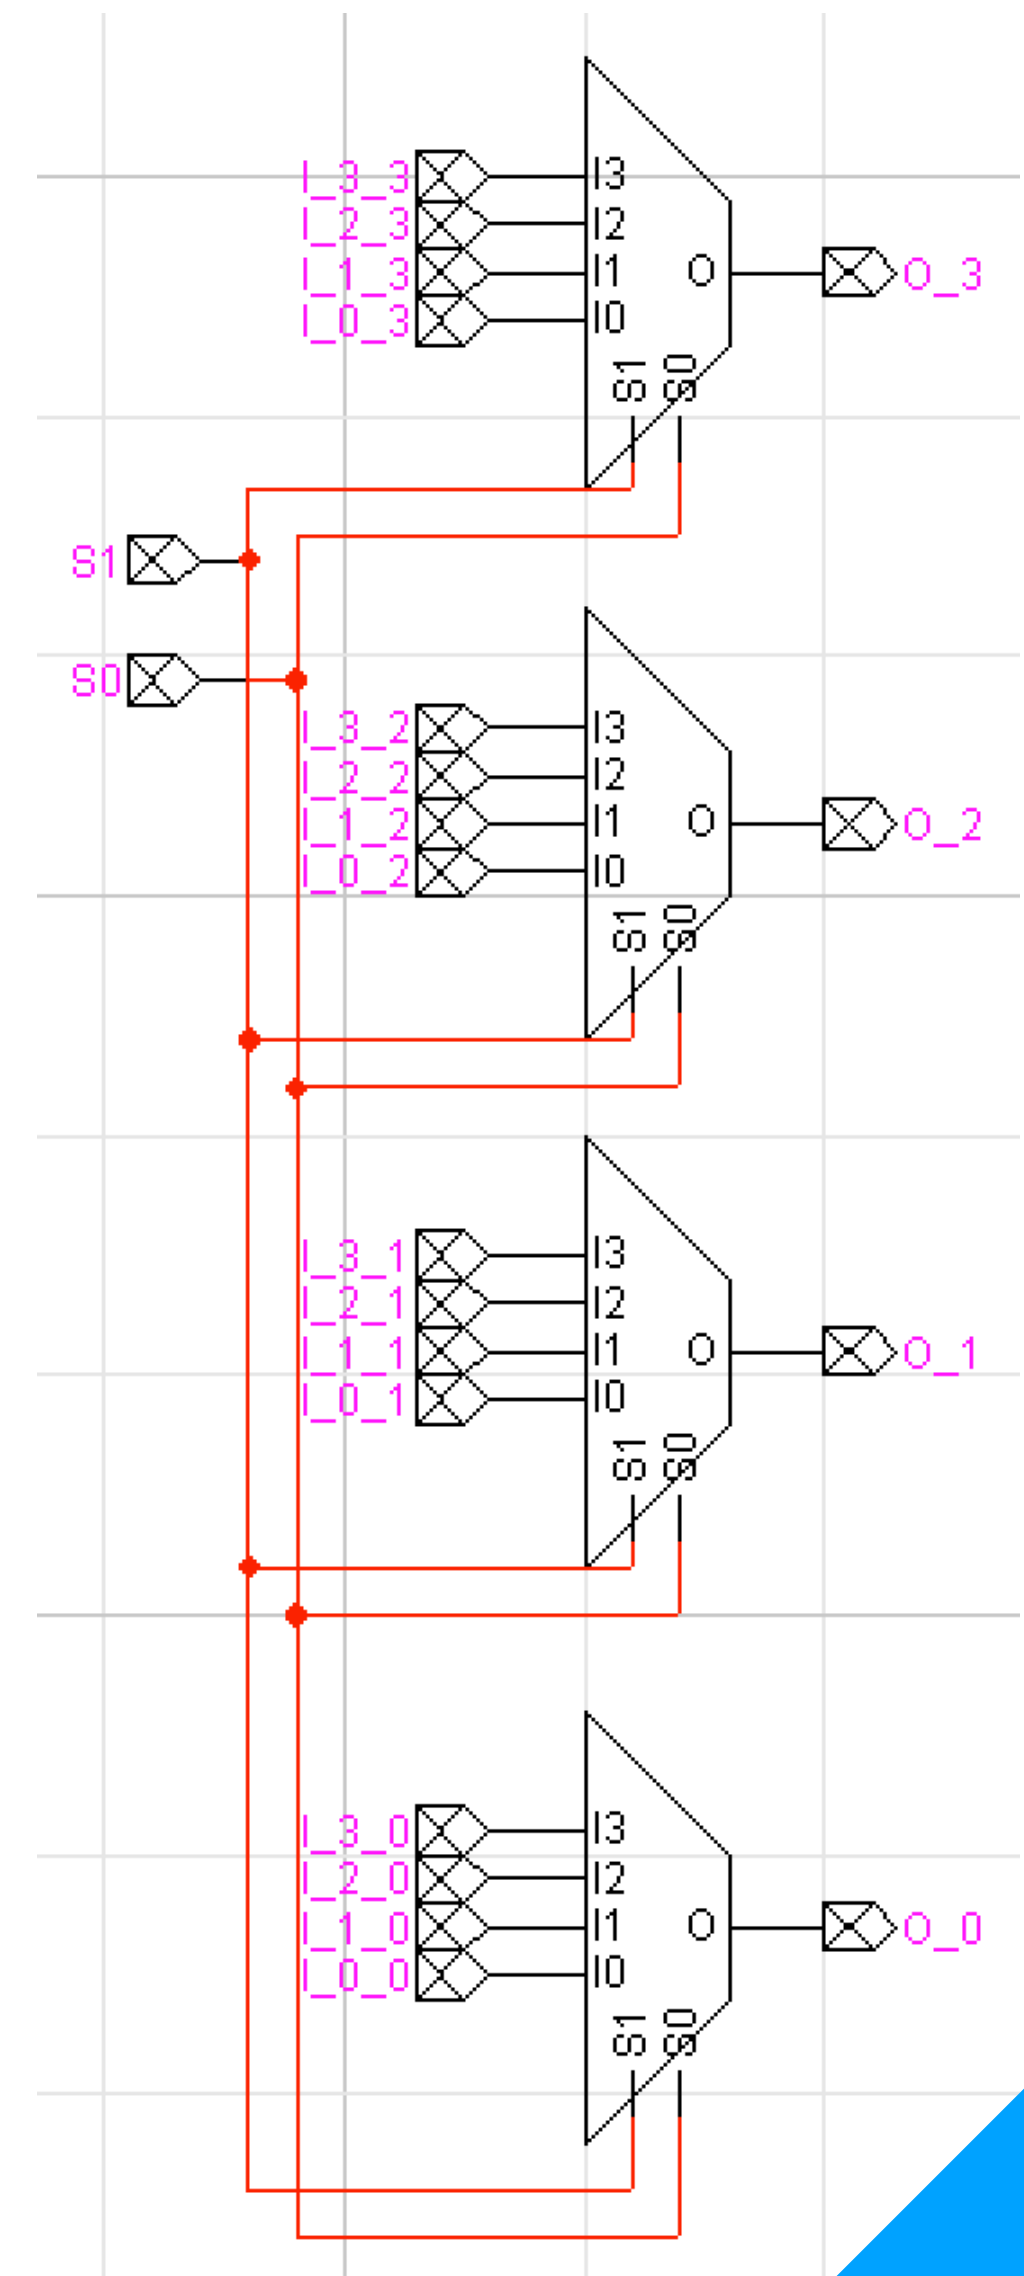 I_3_3 I3
I_2_3 I2
I_1_3 I1 O O_3
I_0_3 I0
S1 S0
S1
S0
I_3_2 I3
I_2_2 I2
I_1_2 I1 O O_2
I_0_2 I0
S1 S0
I_3_1 I3
I_2_1 I2
I_1_1 I1 O O_1
I_0_1 I0
S1 S0
I_3_0 I3
I_2_0 I2
I_1_0 I1 O O_0
I_0_0 I0
S1 S0